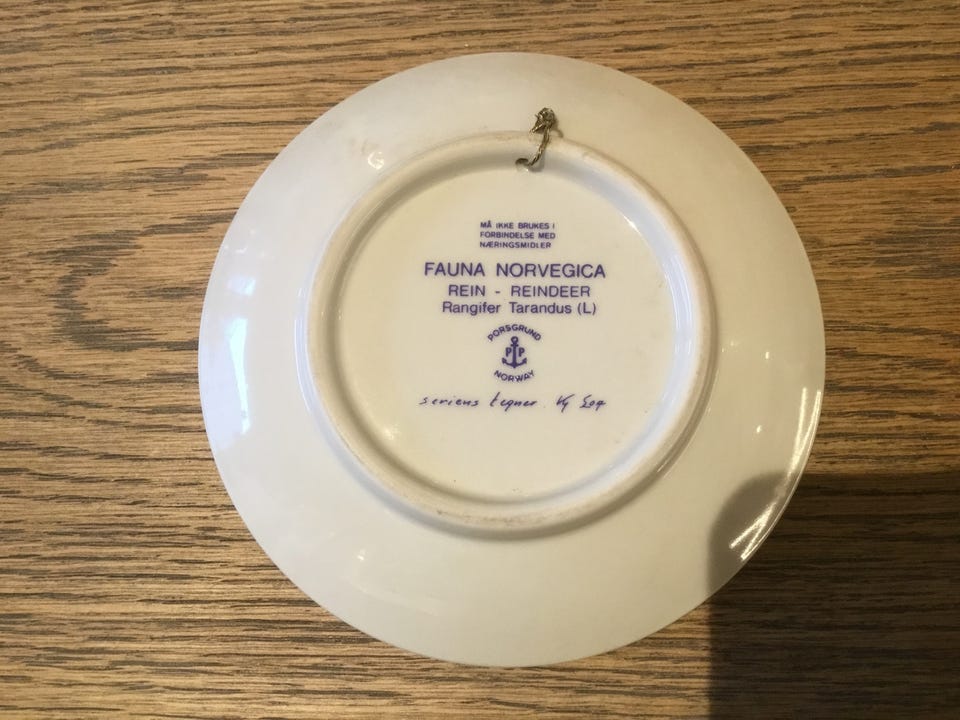 MÅ IKKE BRUKES I
FORBINDELSE MED
NÆRINGSMIDLER
FAUNA NORVEGICA
REIN - REINDEER
Rangifer Tarandus (L)
PORSGRUND
P P
NORWAY
seriens tegner